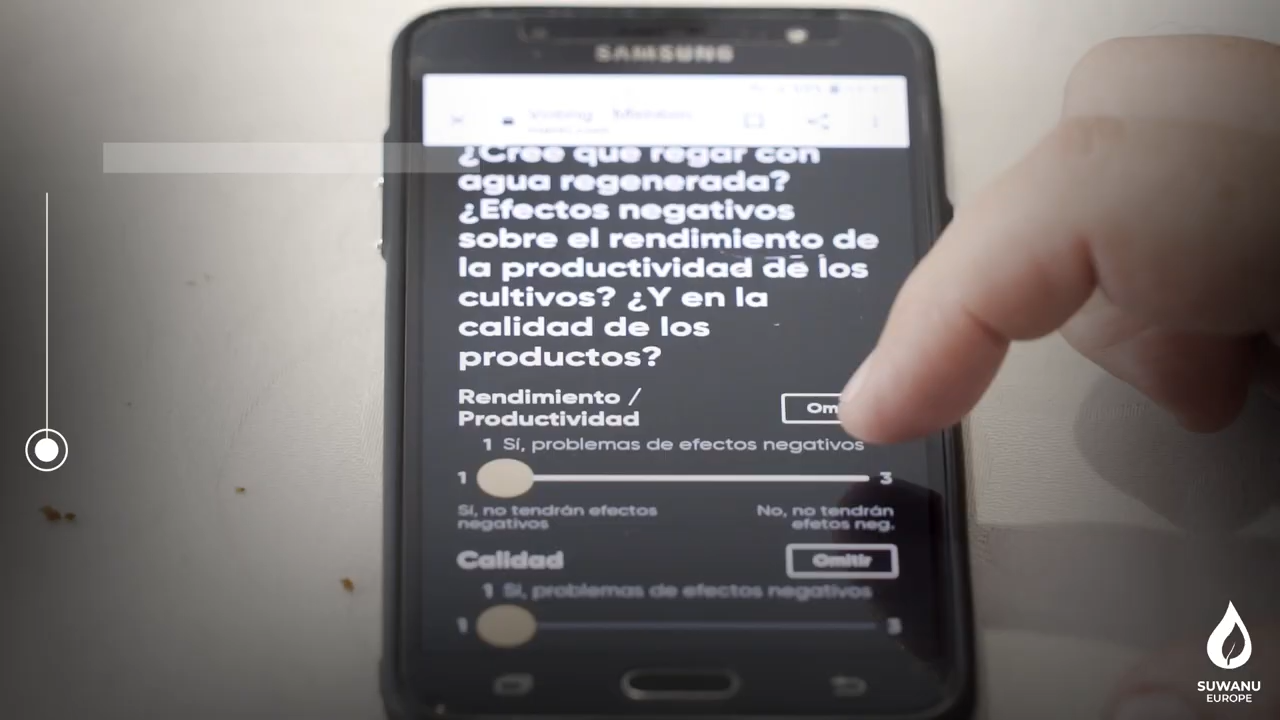 SAMSUNG
¿Cree que regar con
agua regenerada?
¿Efectos negativos
sobre el rendimiento de
la productividad de los
cultivos? ¿Y en la
calidad de los
productos?
Rendimiento /
Productividad
Om
1 Sí, problemas de efectos negativos
1
3
Sí, no tendrán efectos
negativos
No, no tendrán
efetos neg.
Calidad
Omitir
1 Si, problemas de efectos negativos
1
3
SUWANU
EUROPE